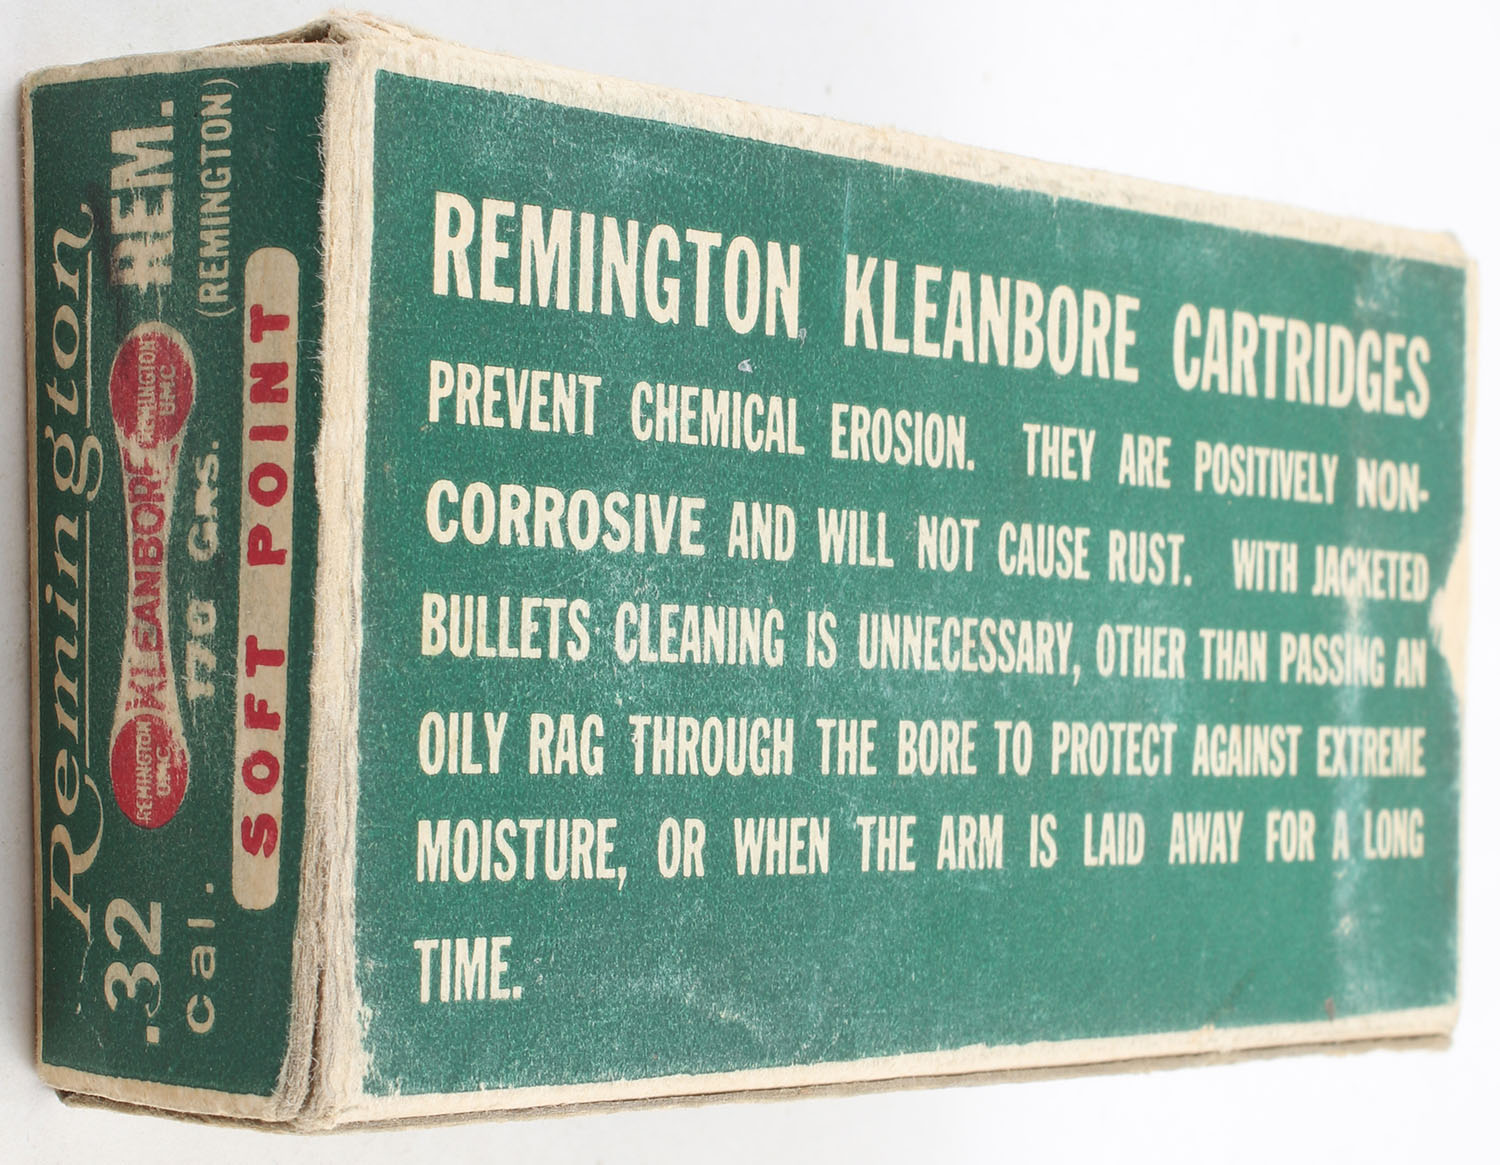 Remington
.32 REM.
cal. (REMINGTON)
REMINGTON UMC
KLEANBORE
REMINGTON UMC
170 Grs.
SOFT POINT
REMINGTON KLEANBORE CARTRIDGES
PREVENT CHEMICAL EROSION. THEY ARE POSITIVELY NON-
CORROSIVE AND WILL NOT CAUSE RUST. WITH JACKETED
BULLETS CLEANING IS UNNECESSARY, OTHER THAN PASSING AN
OILY RAG THROUGH THE BORE TO PROTECT AGAINST EXTREME
MOISTURE, OR WHEN THE ARM IS LAID AWAY FOR A LONG
TIME.